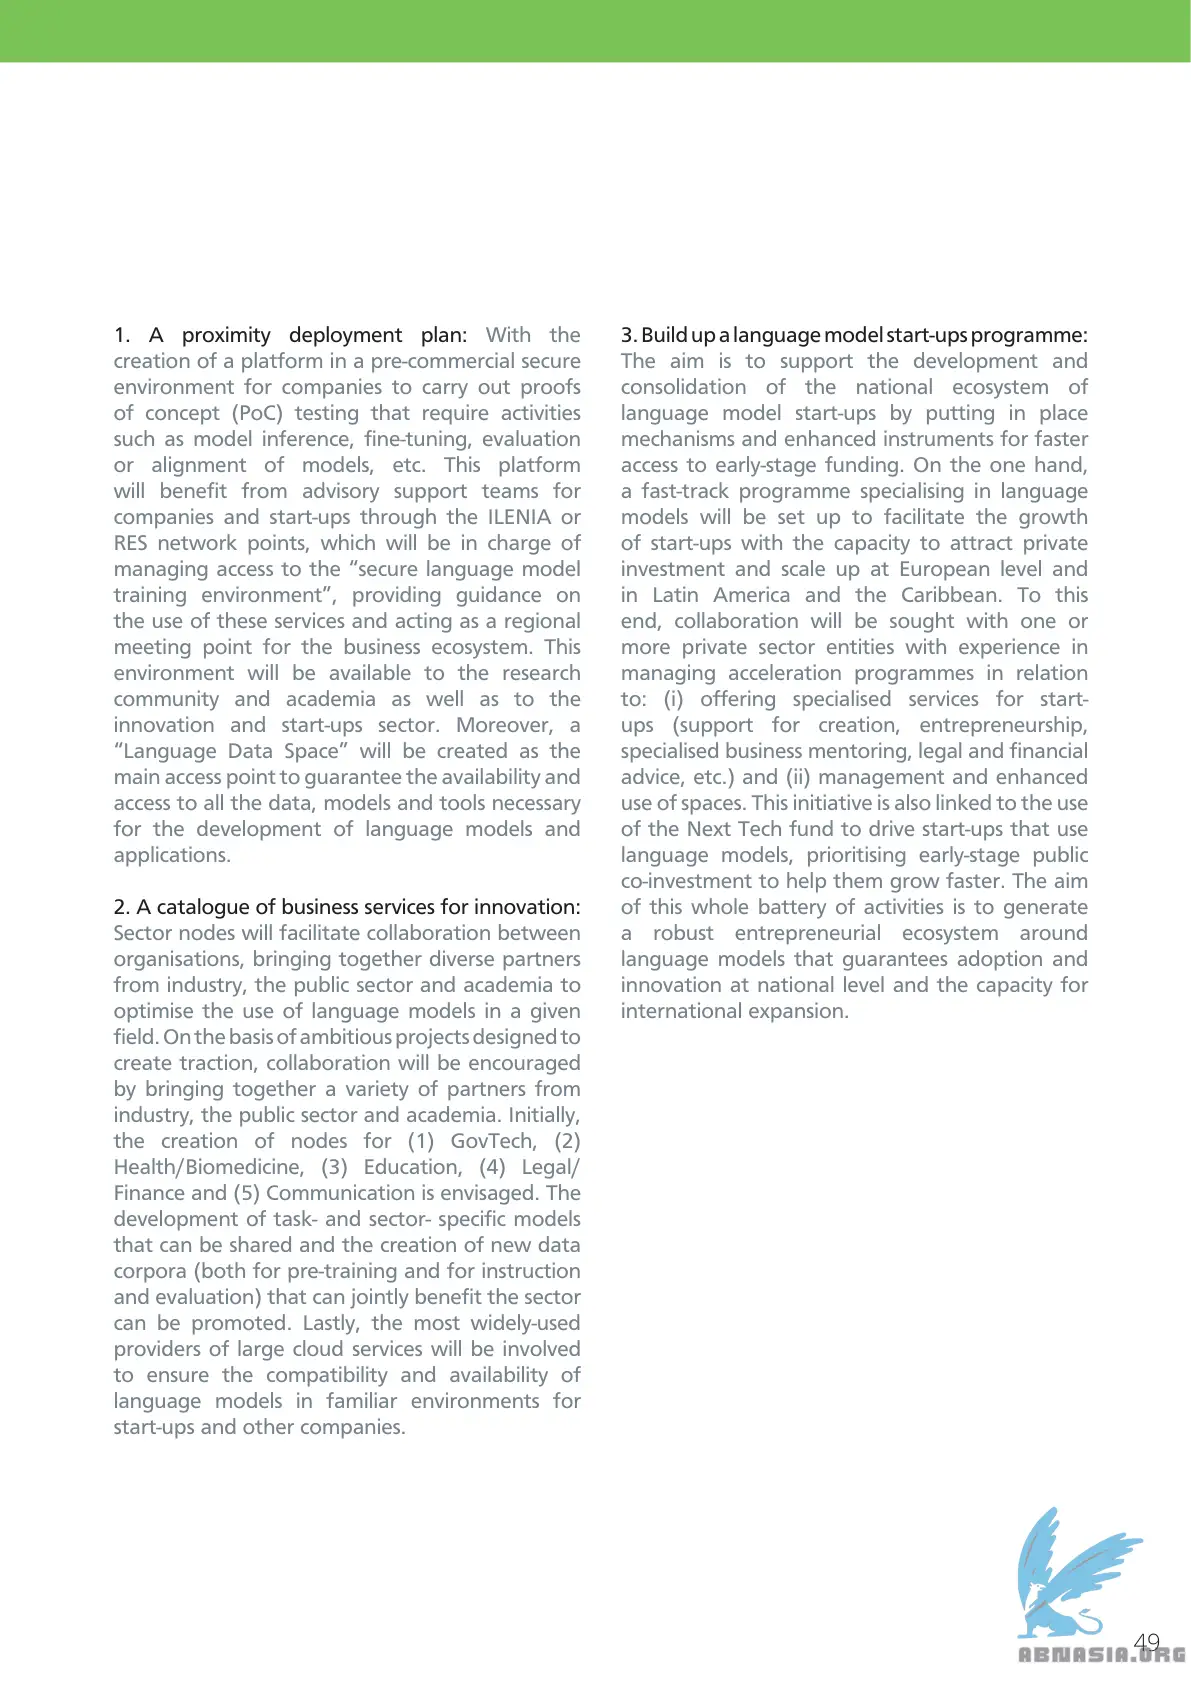 1. A proximity deployment plan: With the
creation of a platform in a pre-commercial secure
environment for companies to carry out proofs
of concept (PoC) testing that require activities
such as model inference, fine-tuning, evaluation
or alignment of models, etc. This platform
will benefit from advisory support teams for
companies and start-ups through the ILENIA or
RES network points, which will be in charge of
managing access to the “secure language model
training environment”, providing guidance on
the use of these services and acting as a regional
meeting point for the business ecosystem. This
environment will be available to the research
community and academia as well as to the
innovation and start-ups sector. Moreover, a
“Language Data Space” will be created as the
main access point to guarantee the availability and
access to all the data, models and tools necessary
for the development of language models and
applications.
2. A catalogue of business services for innovation:
Sector nodes will facilitate collaboration between
organisations, bringing together diverse partners
from industry, the public sector and academia to
optimise the use of language models in a given
field. On the basis of ambitious projects designed to
create traction, collaboration will be encouraged
by bringing together a variety of partners from
industry, the public sector and academia. Initially,
the creation of nodes for (1) GovTech, (2)
Health/Biomedicine, (3) Education, (4) Legal/
Finance and (5) Communication is envisaged. The
development of task- and sector- specific models
that can be shared and the creation of new data
corpora (both for pre-training and for instruction
and evaluation) that can jointly benefit the sector
can be promoted. Lastly, the most widely-used
providers of large cloud services will be involved
to ensure the compatibility and availability of
language models in familiar environments for
start-ups and other companies.
3. Build up a language model start-ups programme:
The aim is to support the development and
consolidation of the national ecosystem of
language model start-ups by putting in place
mechanisms and enhanced instruments for faster
access to early-stage funding. On the one hand,
a fast-track programme specialising in language
models will be set up to facilitate the growth
of start-ups with the capacity to attract private
investment and scale up at European level and
in Latin America and the Caribbean. To this
end, collaboration will be sought with one or
more private sector entities with experience in
managing acceleration programmes in relation
to: (i) offering specialised services for start-
ups (support for creation, entrepreneurship,
specialised business mentoring, legal and financial
advice, etc.) and (ii) management and enhanced
use of spaces. This initiative is also linked to the use
of the Next Tech fund to drive start-ups that use
language models, prioritising early-stage public
co-investment to help them grow faster. The aim
of this whole battery of activities is to generate
a robust entrepreneurial ecosystem around
language models that guarantees adoption and
innovation at national level and the capacity for
international expansion.
49
ABNASIA.ORG